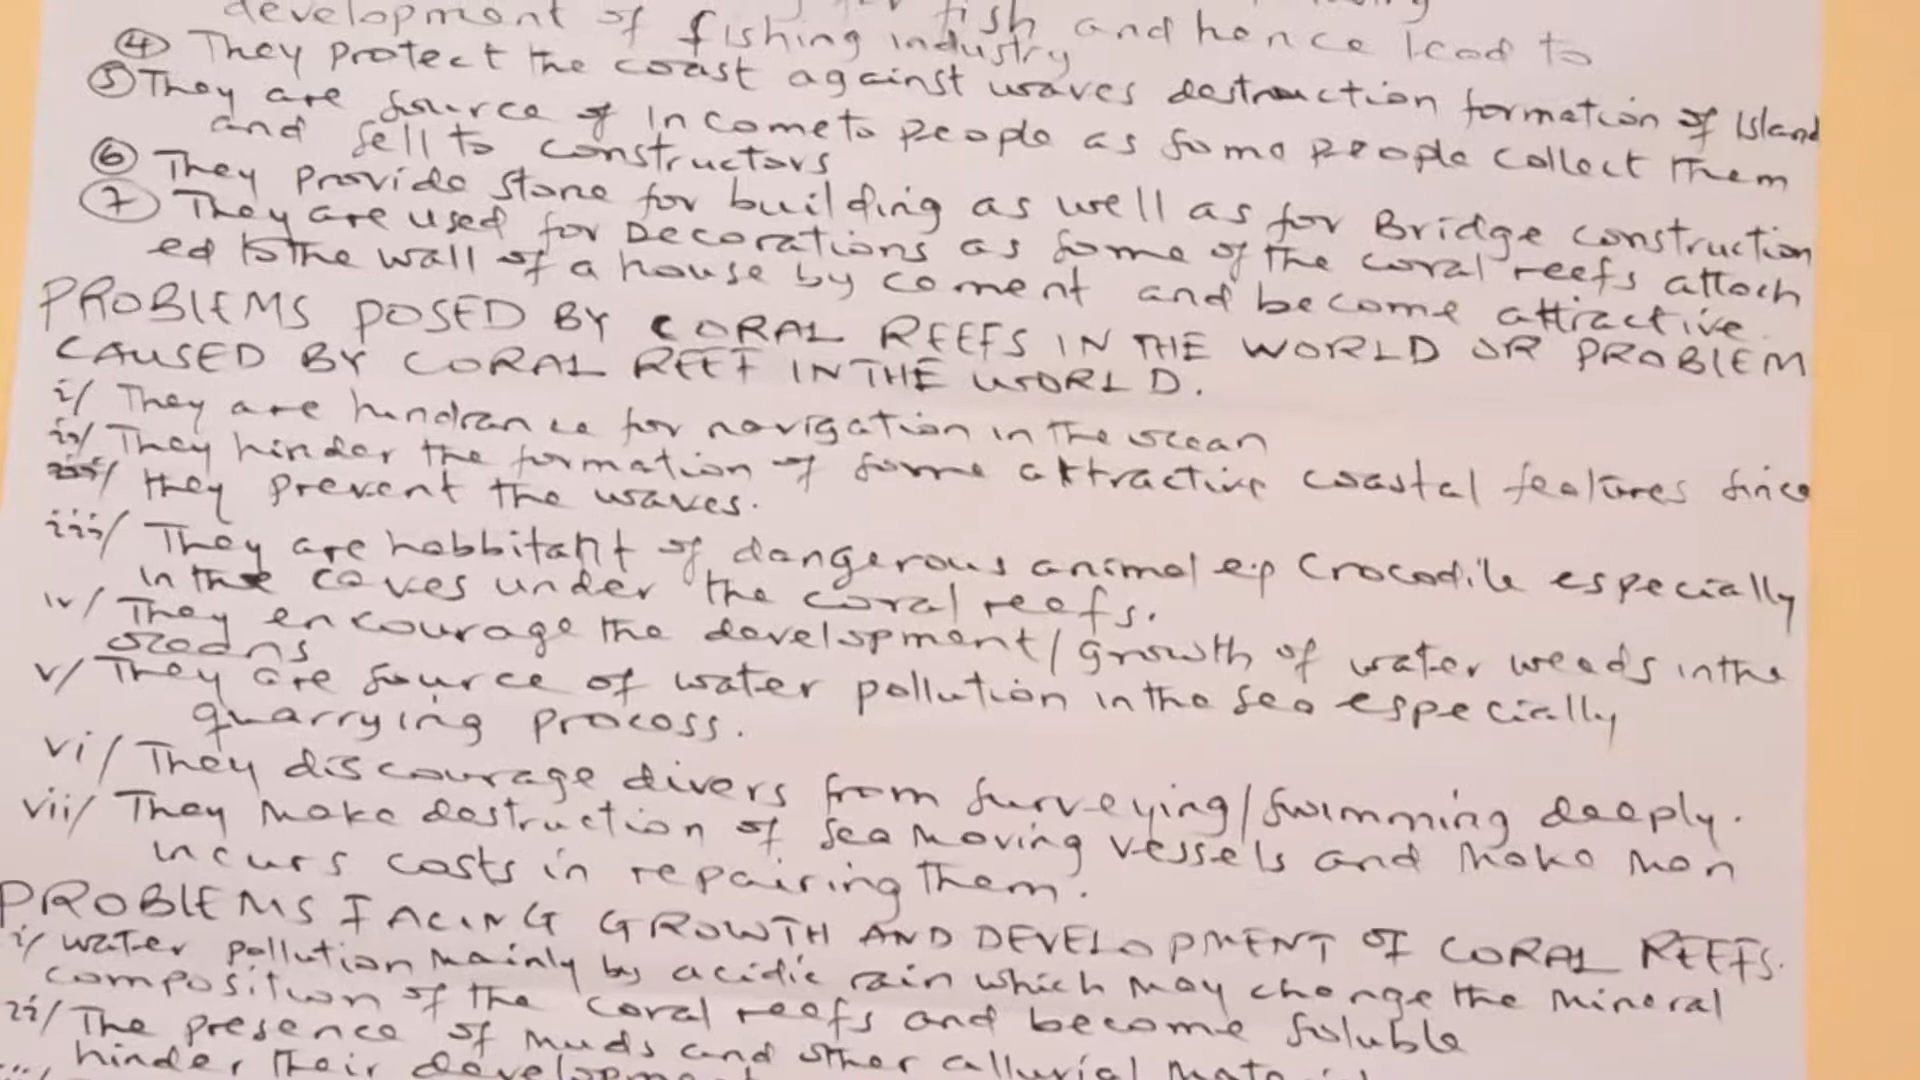 development of fish and hence lead to
fishing industry
④ They protect the coast against waves destruction formation of Island
⑤ They are source of income to people as some people collect them
and sell to constructors
⑥ They provide stone for building as well as for Bridge construction
⑦ They are used for Decorations as some of the coral reefs attach
ed to the wall of a house by cement and become attractive.
PROBLEMS POSED BY CORAL REEFS IN THE WORLD OR PROBLEM
CAUSED BY CORAL REEF IN THE WORLD.
i/ They are hindrance for navigation in the ocean
ii/ They hinder the formation of some attractive coastal features since
they prevent the waves.
iii/ They are habbitant of dangerous animal eg Crocodile especially
in the caves under the coral reefs.
iv/ They encourage the development/growth of water weeds in the
oceans
v/ They are source of water pollution in the sea especially
quarrying process.
vi/ They discourage divers from surveying/swimming deeply.
vii/ They make destruction of sea moving vessels and make man
incurs costs in repairing them.
PROBLEMS FACING GROWTH AND DEVELOPMENT OF CORAL REEFS.
i/ water pollution mainly by acidic rain which may change the mineral
composition of the coral reefs and become soluble
ii/ The presence of muds and other alluvial
hinder their development